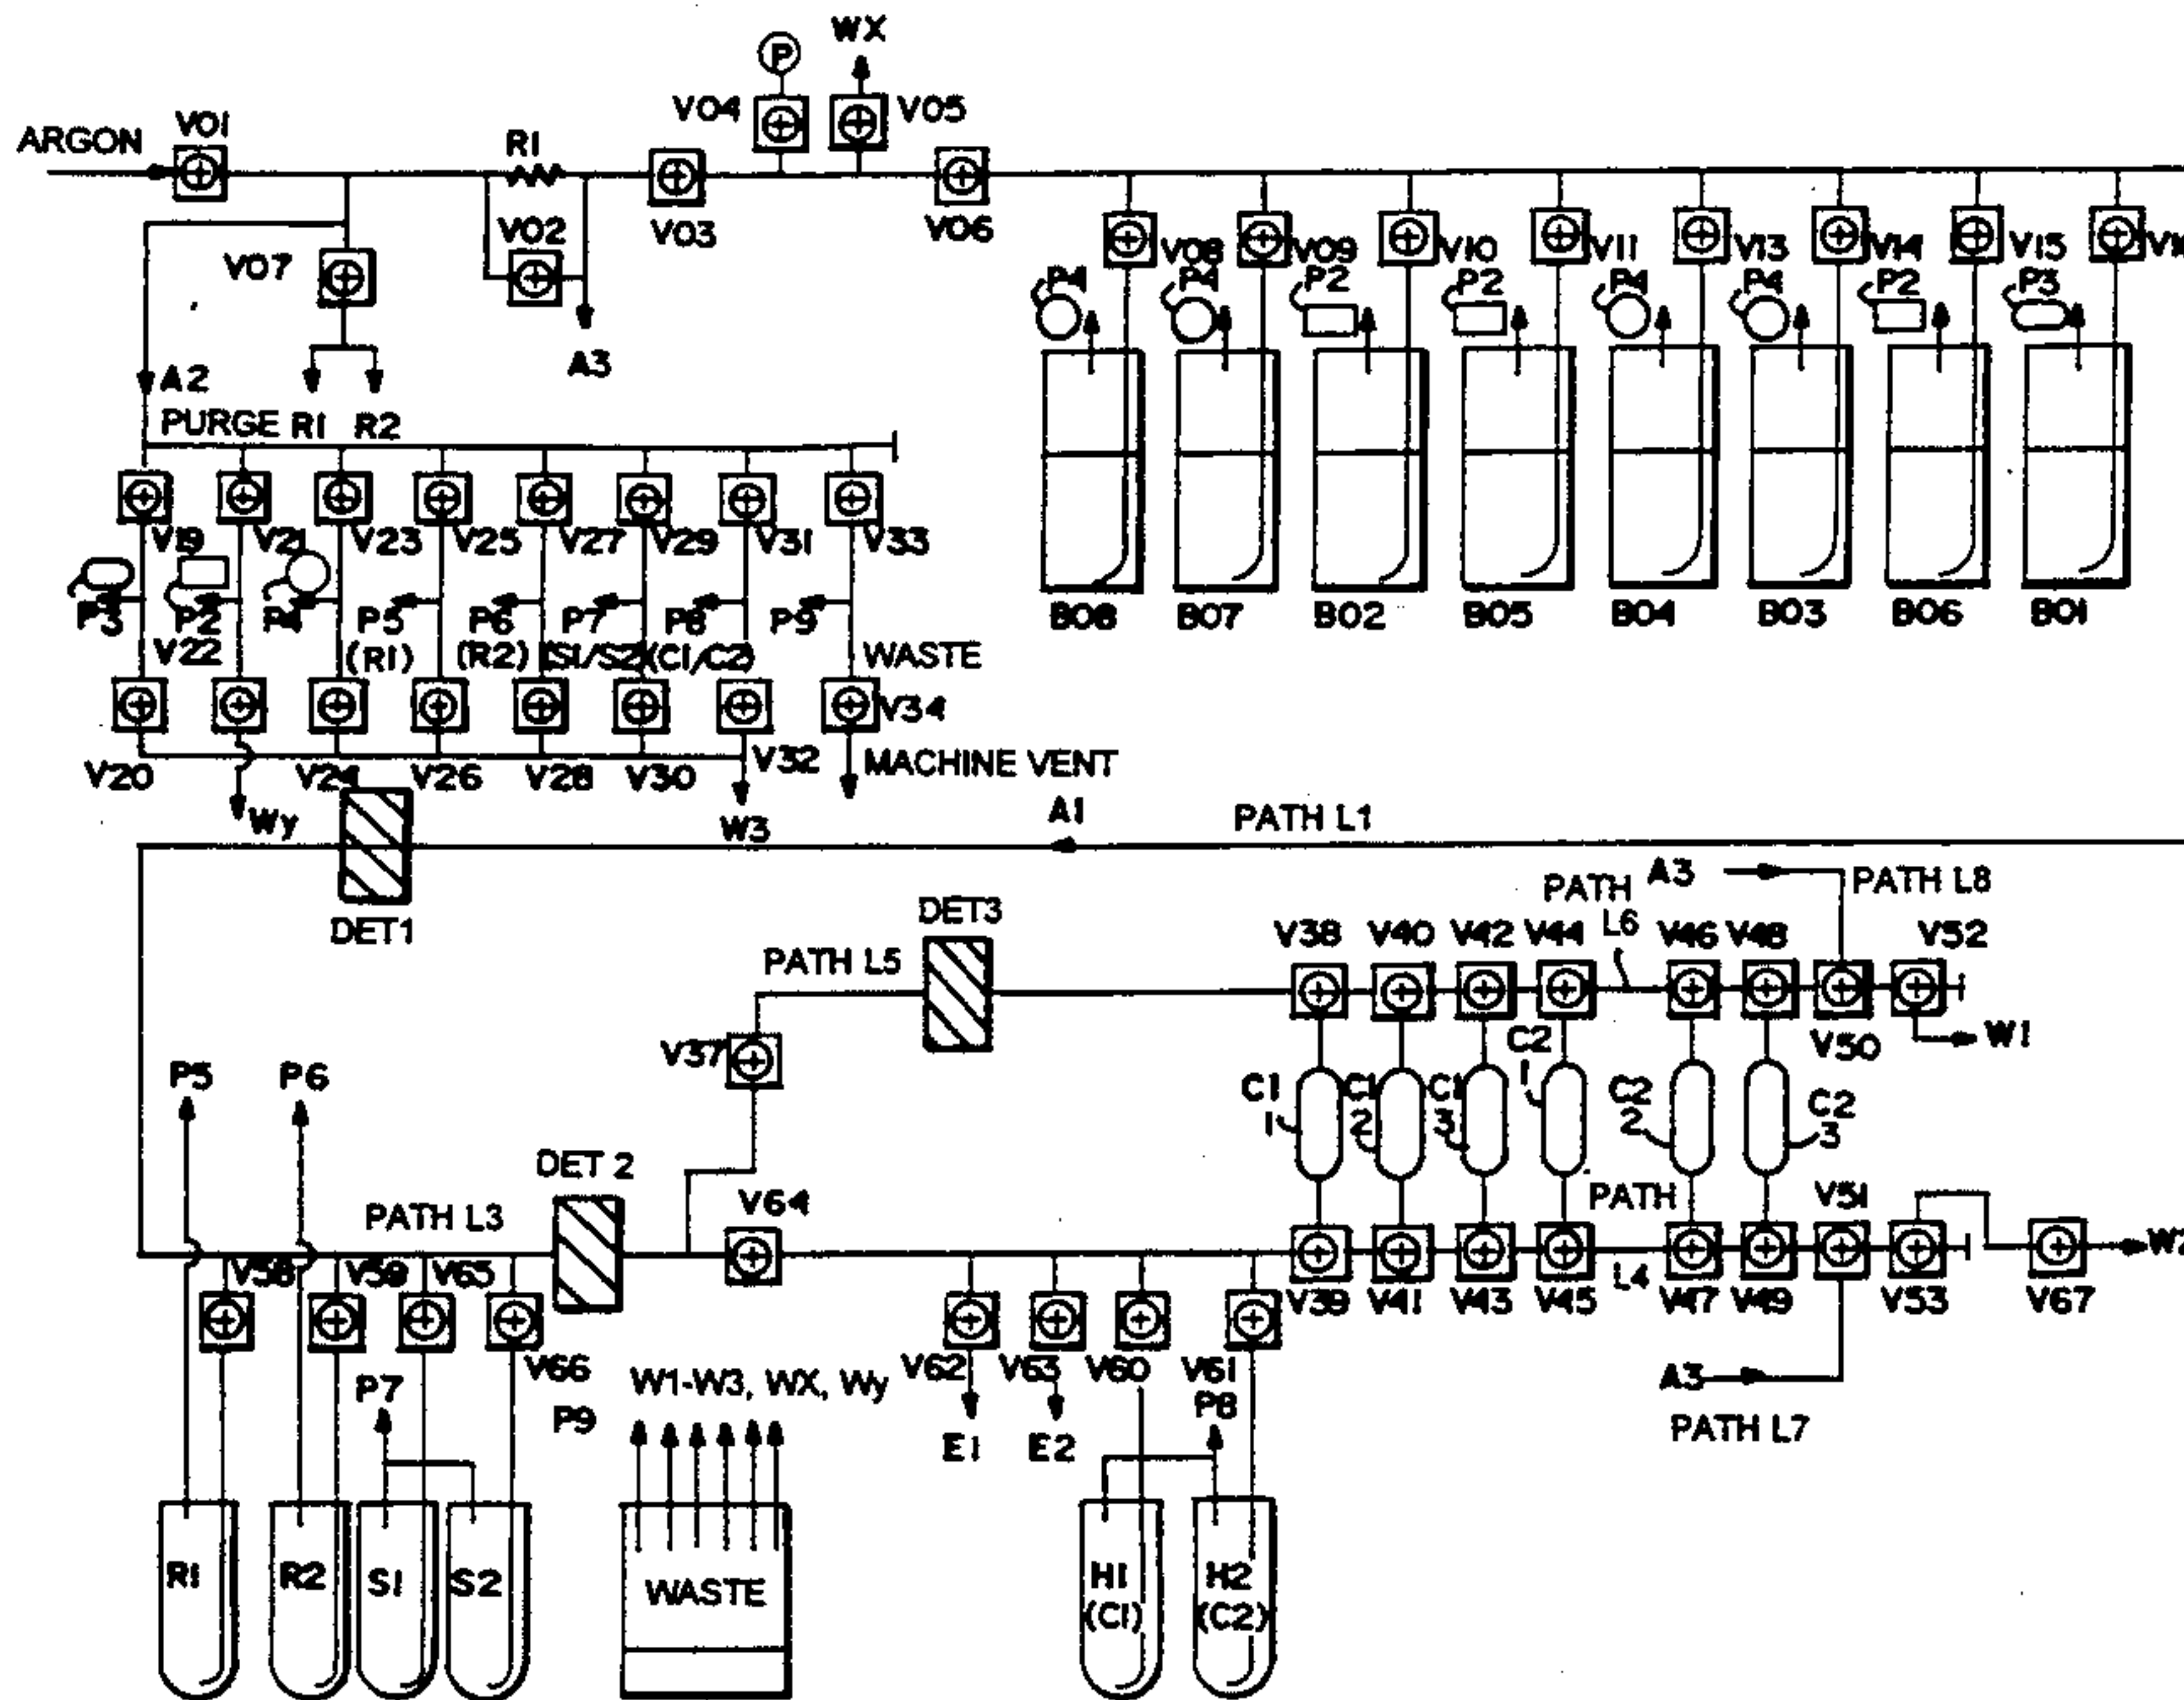 WX
P
V04 V05
V01
ARGON R1
V03 V06
V02
V07
V08 V09 V10 V11 V13 V14 V15
P4 P4 P2 P2 P4 P4 P2 P3
A3
A2
PURGE R1 R2
V19 V21 V23 V25 V27 V29 V31 V33
P3 P2 P4 P5 P6 P7 P8 P9
B08 B07 B02 B05 B04 B03 B06 B01
V22 (R1) (R2) (S1/S2) (C1/C2) WASTE
V34
V20 V24 V26 V28 V30 V32 MACHINE VENT
Wy W3 A1 PATH L1
DET1
A3 PATH L8
PATH
L6
DET3
V38 V40 V42 V44 V46 V48 V52
PATH L5
V37 V50 W1
P5 P6
C1 1 C1 2 C1 3 C2 1 C2 2 C2 3
DET 2
PATH L3 V64 PATH V51
W2
V58 V59 V65 L4
V39 V41 V43 V45 V47 V49 V53 V67
V66 V62 V63 V60 V61
P7 P9 W1-W3, WX, Wy P8 A3
E1 E2 PATH L7
R1 R2 S1 S2 WASTE H1 H2
(C1) (C2)